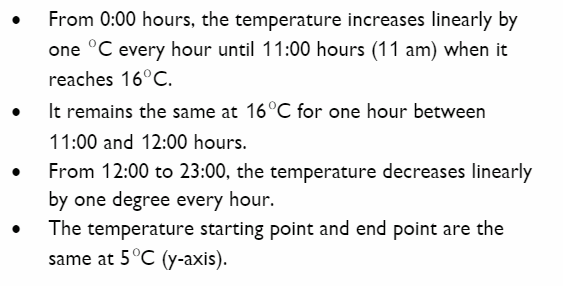 • From 0:00 hours, the temperature increases linearly by
one °C every hour until 11:00 hours (11 am) when it
reaches 16°C.
• It remains the same at 16°C for one hour between
11:00 and 12:00 hours.
• From 12:00 to 23:00, the temperature decreases linearly
by one degree every hour.
• The temperature starting point and end point are the
same at 5°C (y-axis).